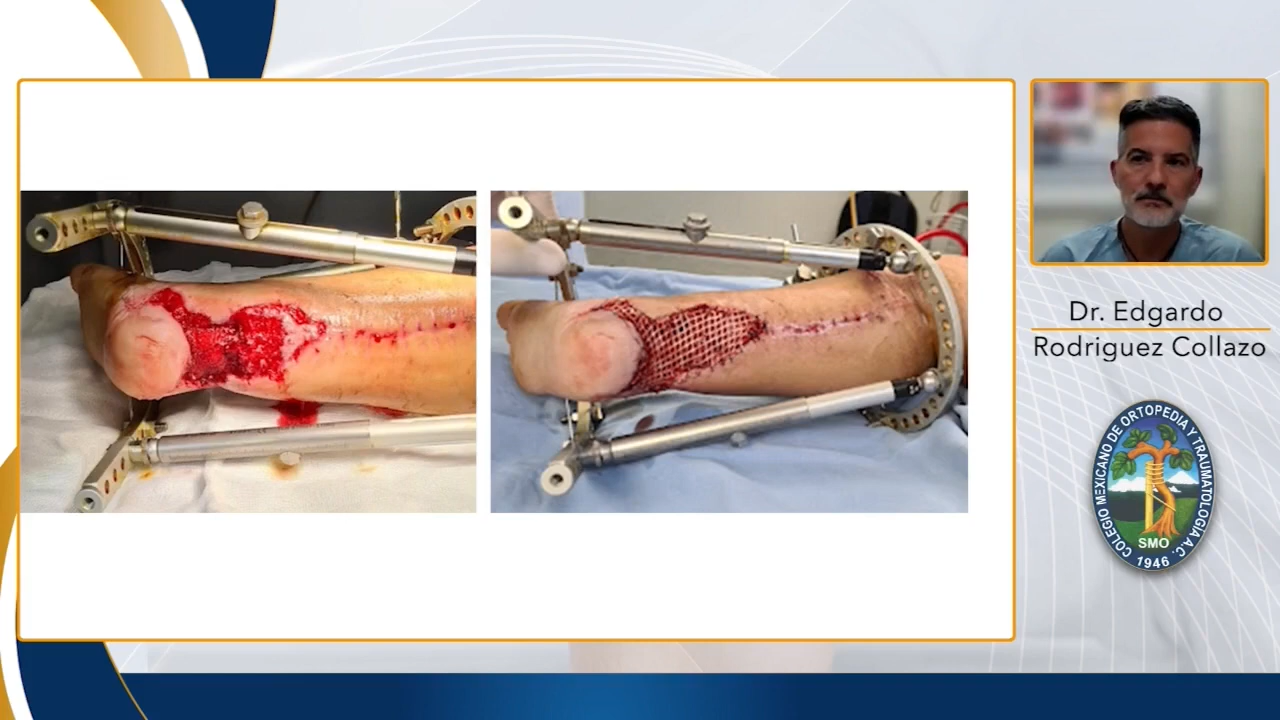 Dr. Edgardo
Rodriguez Collazo
COLEGIO MEXICANO DE ORTOPEDIA Y TRAUMATOLOGIA A.C.
SMO
1946